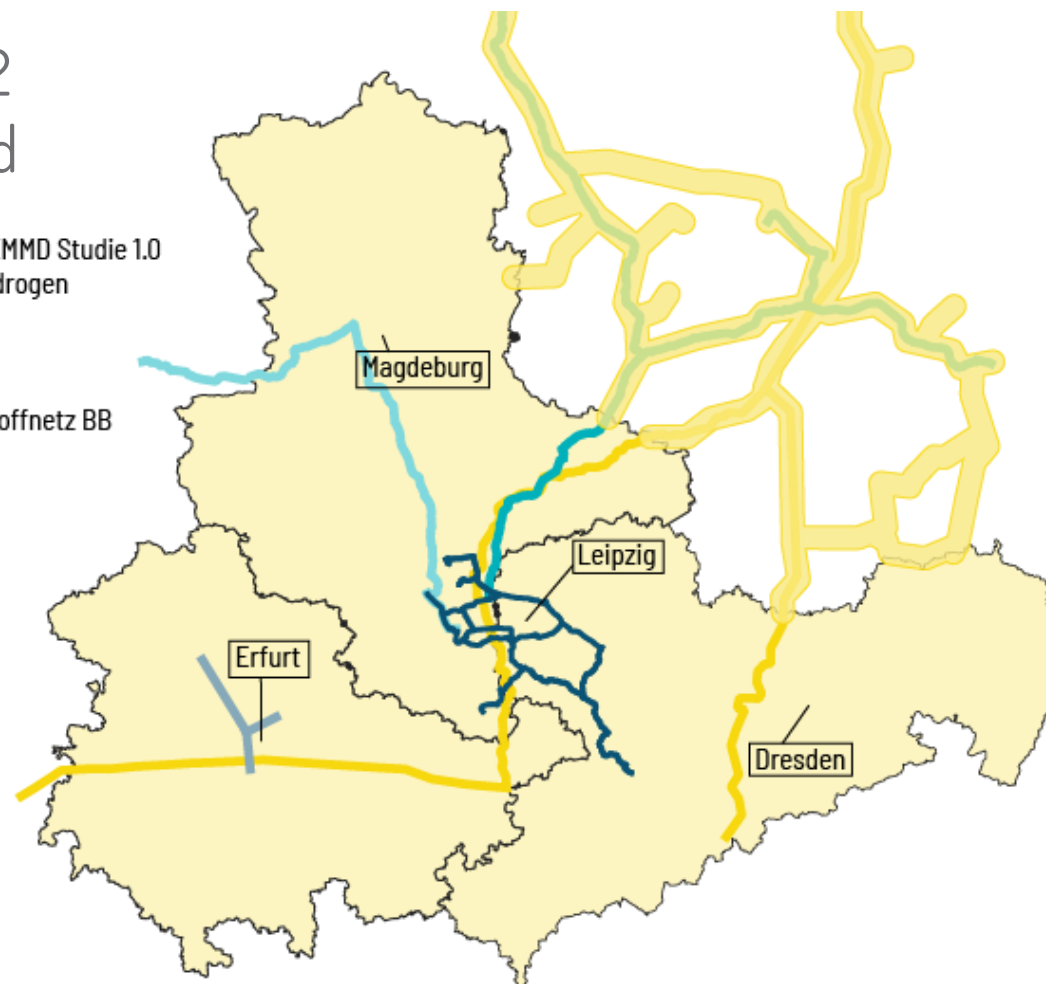 2
d
MMD Studie 1.0
drogen
offnetz BB
Magdeburg
Leipzig
Erfurt
Dresden